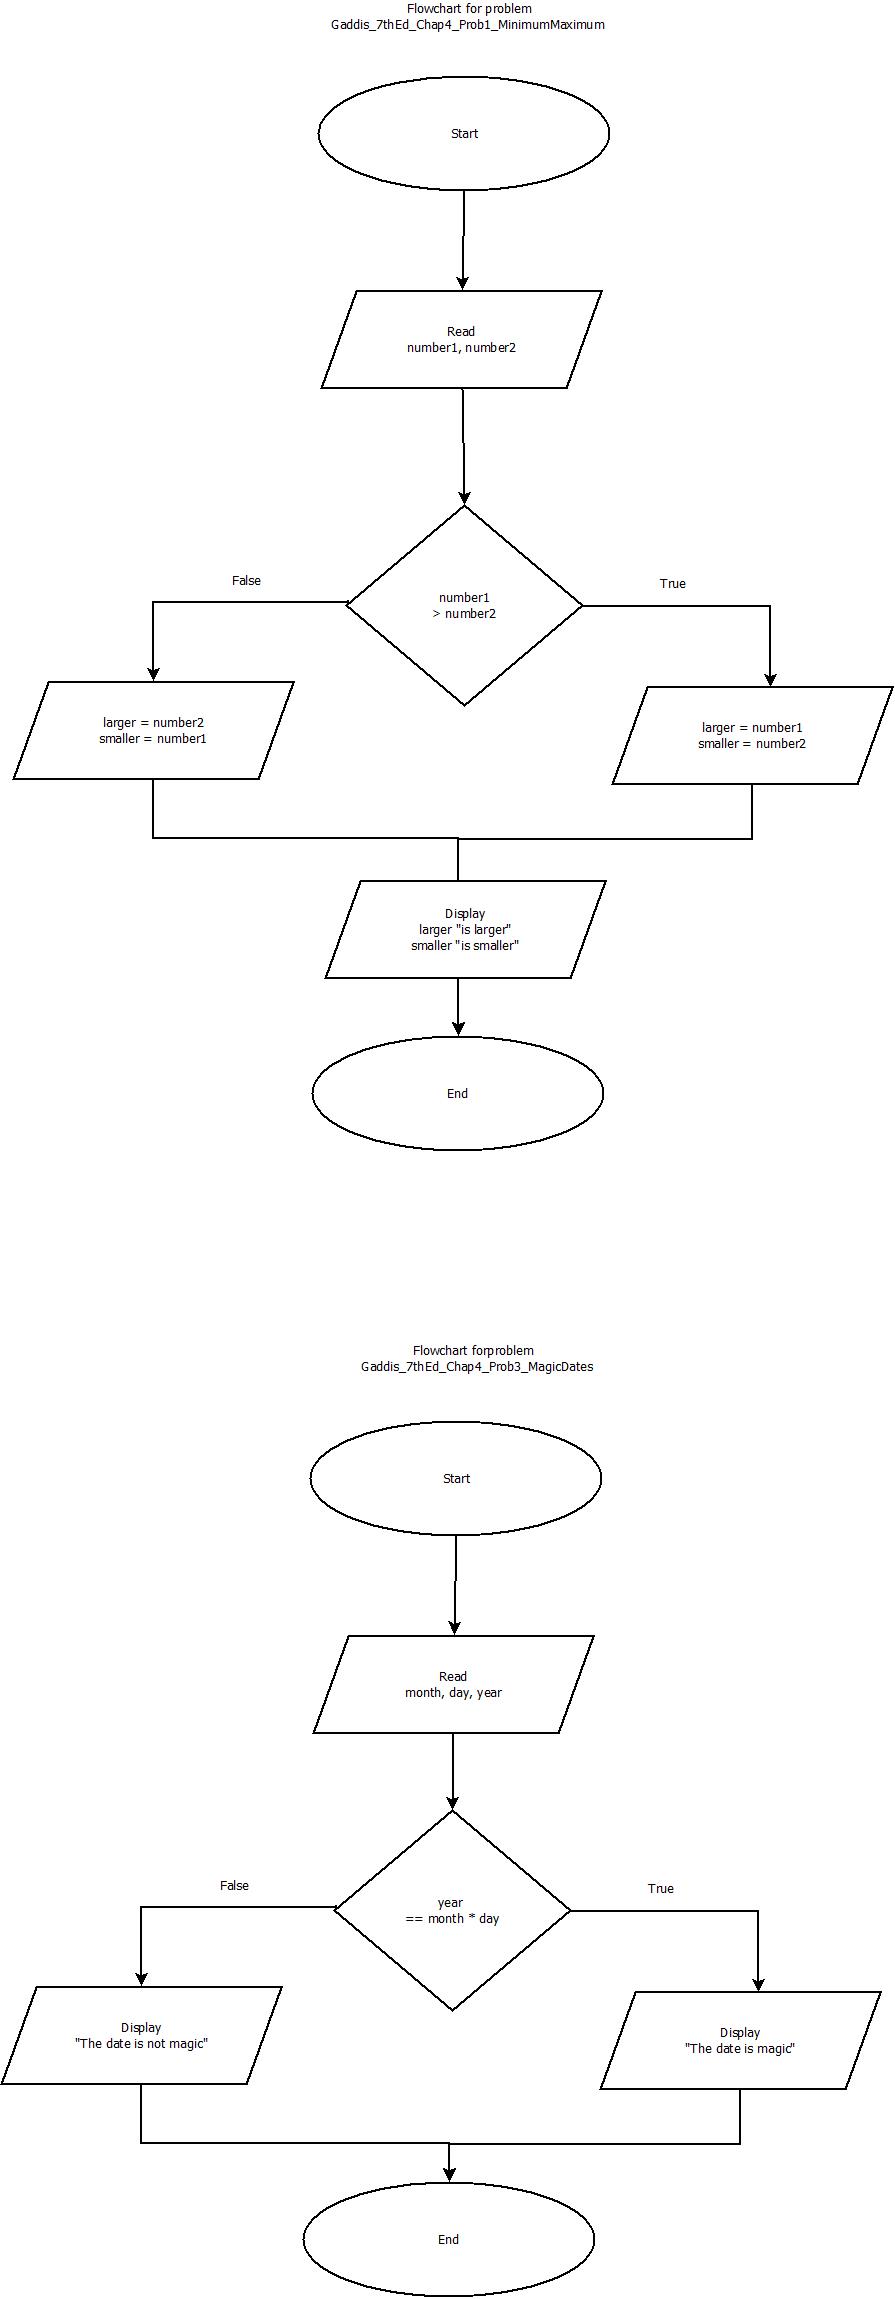 Flowchart for problem
Gaddis_7thEd_Chap4_Prob1_MinimumMaximum
Start
Read
number1, number2
number1
> number2
False
True
larger = number2
smaller = number1
larger = number1
smaller = number2
Display
larger "is larger"
smaller "is smaller"
End
Flowchart forproblem
Gaddis_7thEd_Chap4_Prob3_MagicDates
Start
Read
month, day, year
year
== month * day
False
True
Display
"The date is not magic"
Display
"The date is magic"
End